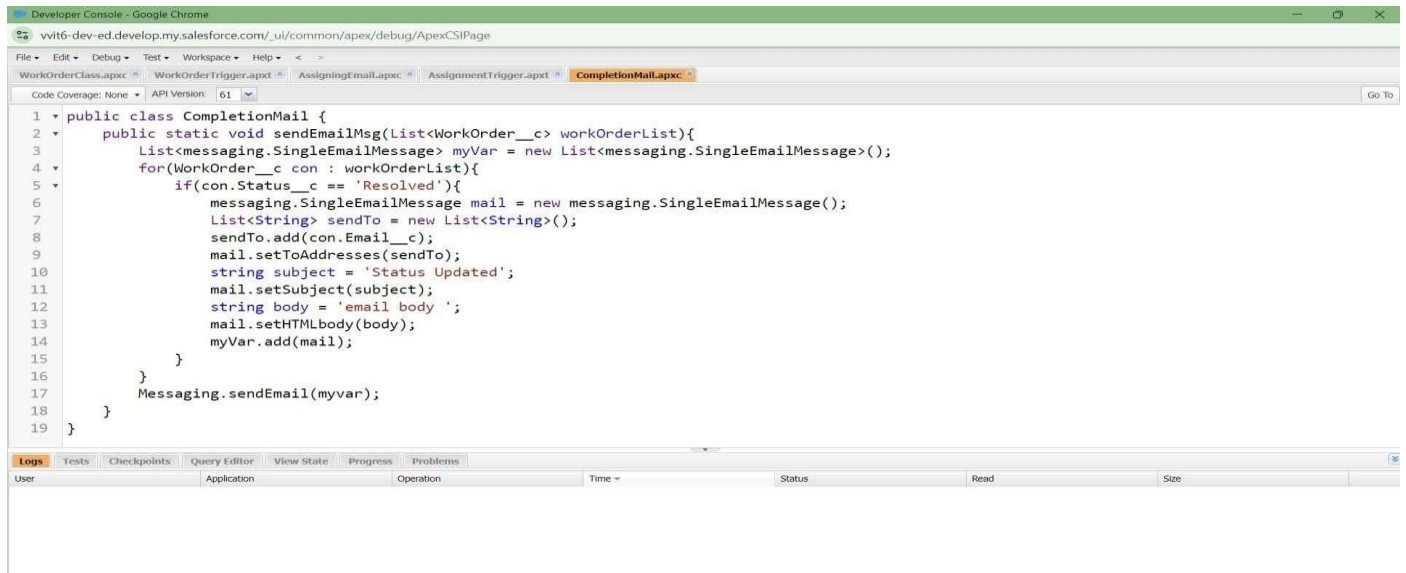 Developer Console - Google Chrome
vvit6-dev-ed.develop.my.salesforce.com/_ui/common/apex/debug/ApexCSIPage
File Edit Debug Test Workspace Help < >
WorkOrderClass.apxc WorkOrderTrigger.apxt AssigningEmail.apxc AssignmentTrigger.apxt CompletionMail.apxc
Code Coverage: None API Version: 61 Go To
1 public class CompletionMail {
2 public static void sendEmailMsg(List<WorkOrder__c> workOrderList){
3 List<messaging.SingleEmailMessage> myVar = new List<messaging.SingleEmailMessage>();
4 for(WorkOrder__c con : workOrderList){
5 if(con.Status__c == 'Resolved'){
6 messaging.SingleEmailMessage mail = new messaging.SingleEmailMessage();
7 List<String> sendTo = new List<String>();
8 sendTo.add(con.Email__c);
9 mail.setToAddresses(sendTo);
10 string subject = 'Status Updated';
11 mail.setSubject(subject);
12 string body = 'email body ';
13 mail.setHTMLbody(body);
14 myVar.add(mail);
15 }
16 }
17 Messaging.sendEmail(myvar);
18 }
19 }
Logs Tests Checkpoints Query Editor View State Progress Problems
User Application Operation Time Status Read Size